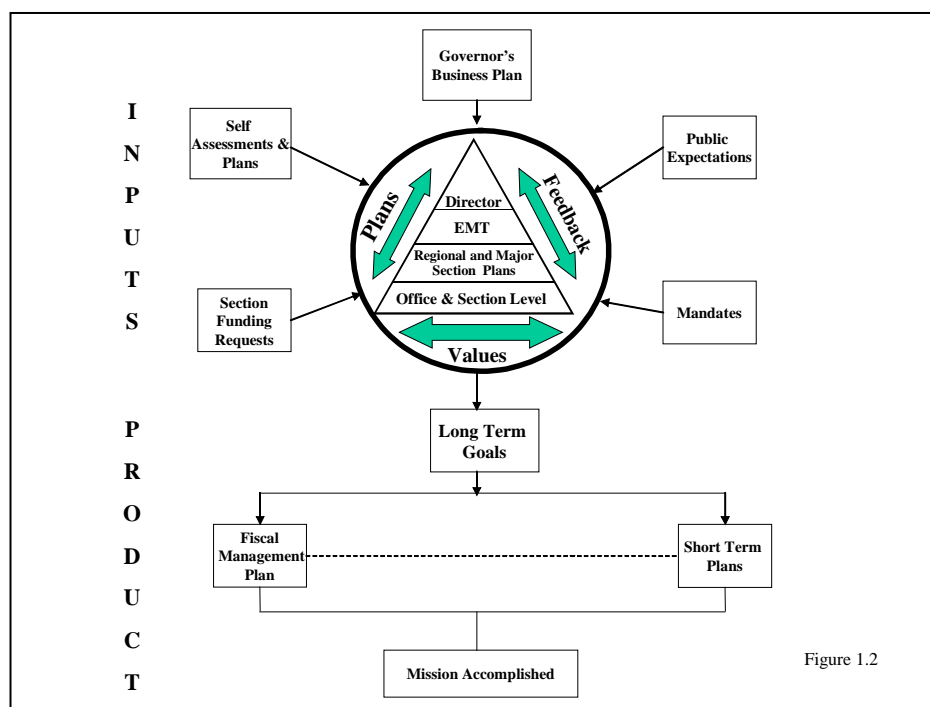 Governor's
Business Plan
I
N
P
U
T
S
Self
Assessments &
Plans
Public
Expectations
Plans
Feedback
Director
EMT
Regional and Major
Section Plans
Office & Section Level
Values
Section
Funding
Requests
Mandates
P
R
O
D
U
C
T
Long Term
Goals
Fiscal
Management
Plan
Short Term
Plans
Mission Accomplished
Figure 1.2